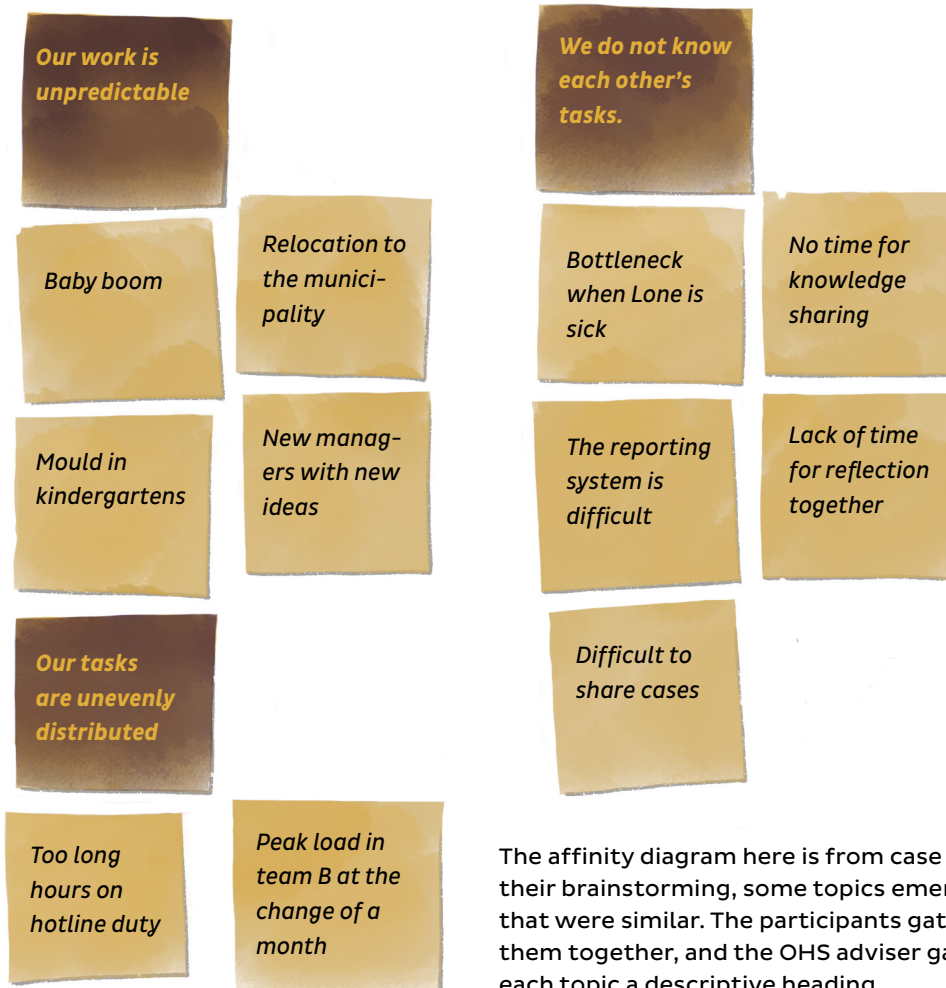 Our work is
unpredictable
Baby boom
Relocation to
the munici-
pality
Mould in
kindergartens
New manag-
ers with new
ideas
Our tasks
are unevenly
distributed
Too long
hours on
hotline duty
Peak load in
team B at the
change of a
month
We do not know
each other's
tasks.
Bottleneck
when Lone is
sick
No time for
knowledge
sharing
The reporting
system is
difficult
Lack of time
for reflection
together
Difficult to
share cases
The affinity diagram here is from case
their brainstorming, some topics
that were similar. The participants
them together, and the OHS adviser
each topic a descriptive heading